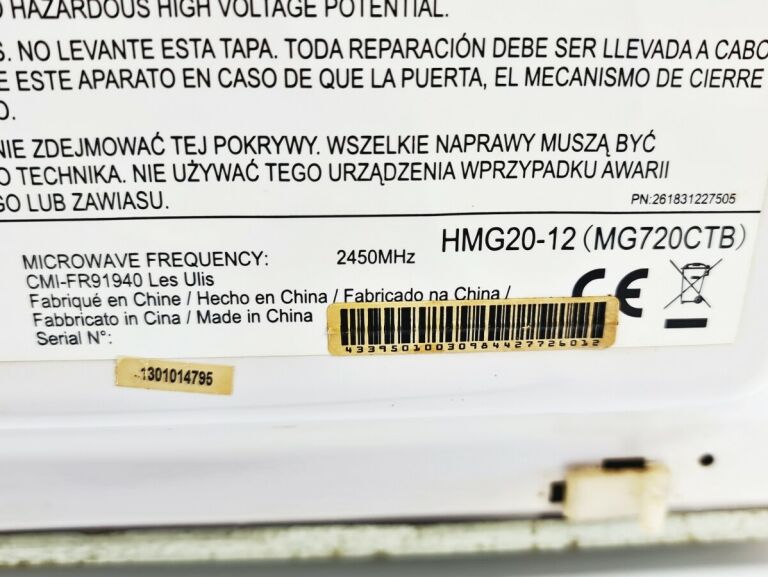 O HAZARDOUS HIGH VOLTAGE POTENTIAL.
S. NO LEVANTE ESTA TAPA. TODA REPARACIÓN DEBE SER LLEVADA A CABO
E ESTE APARATO EN CASO DE QUE LA PUERTA, EL MECANISMO DE CIERRE
O.
NIE ZDEJMOWAĆ TEJ POKRYWY. WSZELKIE NAPRAWY MUSZĄ BYĆ
O TECHNIKA. NIE UŻYWAĆ TEGO URZĄDZENIA WPRZYPADKU AWARII
GO LUB ZAWIASU.
PN:261831227505
HMG20-12 (MG720CTB)
MICROWAVE FREQUENCY: 2450MHz
CMI-FR91940 Les Ulis
Fabriqué en Chine / Hecho en China / Fabricado na China /
Fabbricato in Cina / Made in China
Serial N°:
CE
43395010030984427726012
1301014795